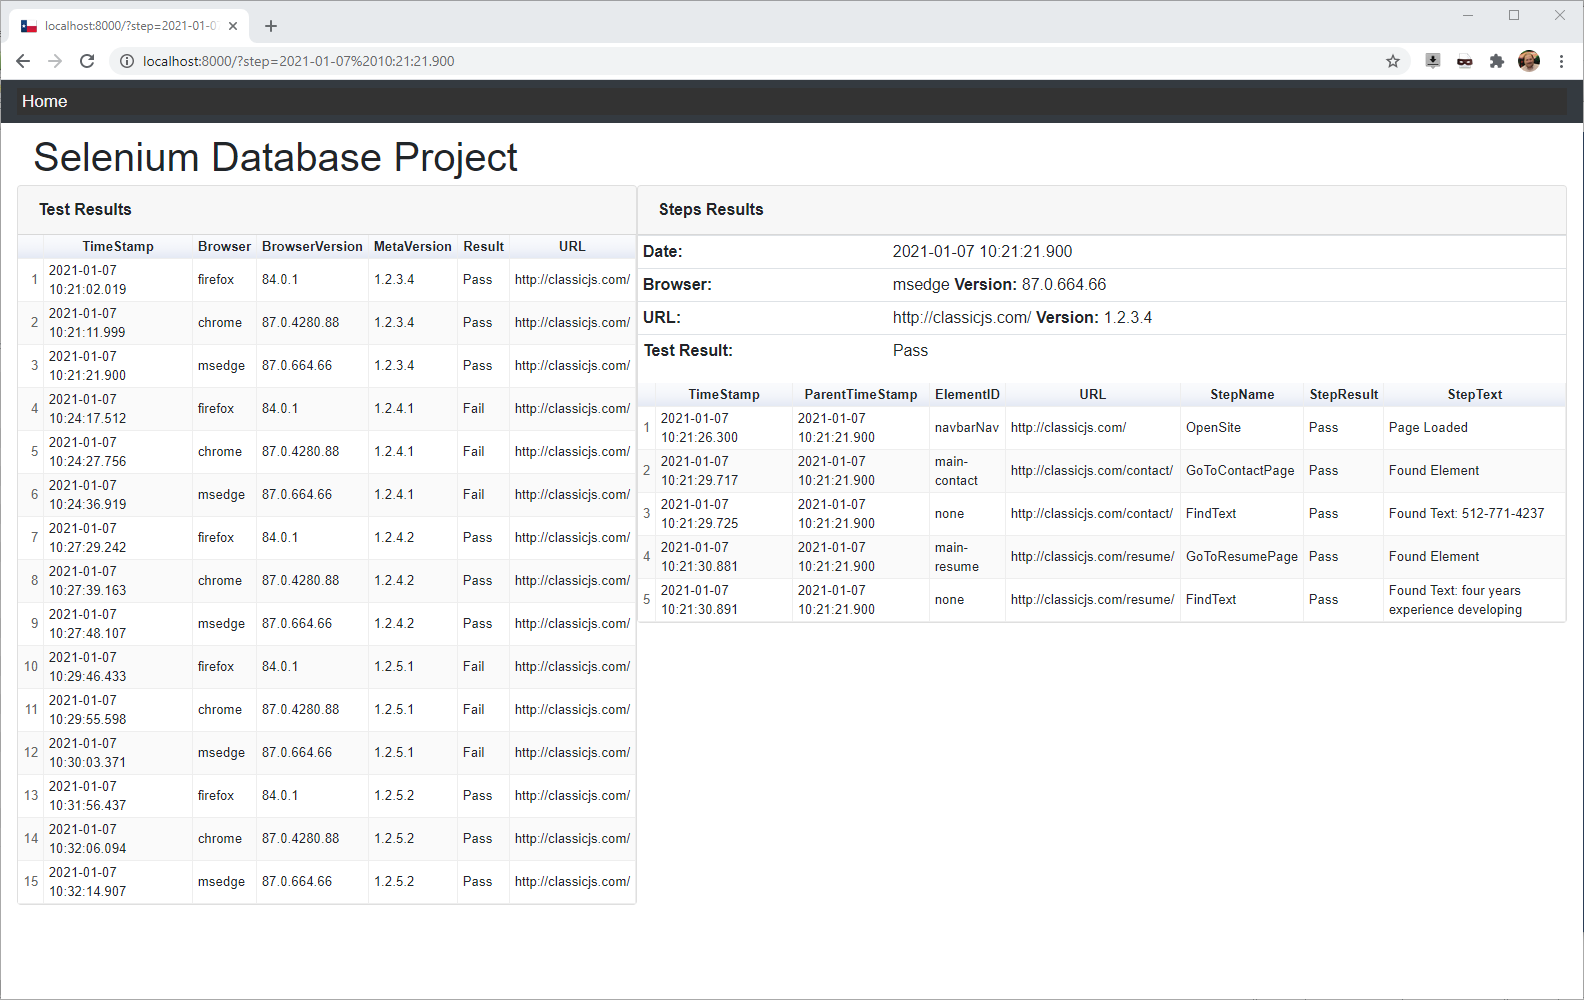 localhost:8000/?step=2021-01-0
localhost:8000/?step=2021-01-07%2010:21:21.900
Home
Selenium Database Project
Test Results
TimeStamp Browser BrowserVersion MetaVersion Result URL
1 2021-01-07 10:21:02.019 firefox 84.0.1 1.2.3.4 Pass http://classicjs.com/
2 2021-01-07 10:21:11.999 chrome 87.0.4280.88 1.2.3.4 Pass http://classicjs.com/
3 2021-01-07 10:21:21.900 msedge 87.0.664.66 1.2.3.4 Pass http://classicjs.com/
4 2021-01-07 10:24:17.512 firefox 84.0.1 1.2.4.1 Fail http://classicjs.com/
5 2021-01-07 10:24:27.756 chrome 87.0.4280.88 1.2.4.1 Fail http://classicjs.com/
6 2021-01-07 10:24:36.919 msedge 87.0.664.66 1.2.4.1 Fail http://classicjs.com/
7 2021-01-07 10:27:29.242 firefox 84.0.1 1.2.4.2 Pass http://classicjs.com/
8 2021-01-07 10:27:39.163 chrome 87.0.4280.88 1.2.4.2 Pass http://classicjs.com/
9 2021-01-07 10:27:48.107 msedge 87.0.664.66 1.2.4.2 Pass http://classicjs.com/
10 2021-01-07 10:29:46.433 firefox 84.0.1 1.2.5.1 Fail http://classicjs.com/
11 2021-01-07 10:29:55.598 chrome 87.0.4280.88 1.2.5.1 Fail http://classicjs.com/
12 2021-01-07 10:30:03.371 msedge 87.0.664.66 1.2.5.1 Fail http://classicjs.com/
13 2021-01-07 10:31:56.437 firefox 84.0.1 1.2.5.2 Pass http://classicjs.com/
14 2021-01-07 10:32:06.094 chrome 87.0.4280.88 1.2.5.2 Pass http://classicjs.com/
15 2021-01-07 10:32:14.907 msedge 87.0.664.66 1.2.5.2 Pass http://classicjs.com/
Steps Results
Date: 2021-01-07 10:21:21.900
Browser: msedge Version: 87.0.664.66
URL: http://classicjs.com/ Version: 1.2.3.4
Test Result: Pass
TimeStamp ParentTimeStamp ElementID URL StepName StepResult StepText
1 2021-01-07 10:21:26.300 2021-01-07 10:21:21.900 navbarNav http://classicjs.com/ OpenSite Pass Page Loaded
2 2021-01-07 10:21:29.717 2021-01-07 10:21:21.900 main-contact http://classicjs.com/contact/ GoToContactPage Pass Found Element
3 2021-01-07 10:21:29.725 2021-01-07 10:21:21.900 none http://classicjs.com/contact/ FindText Pass Found Text: 512-771-4237
4 2021-01-07 10:21:30.881 2021-01-07 10:21:21.900 main-resume http://classicjs.com/resume/ GoToResumePage Pass Found Element
5 2021-01-07 10:21:30.891 2021-01-07 10:21:21.900 none http://classicjs.com/resume/ FindText Pass Found Text: four years experience developing